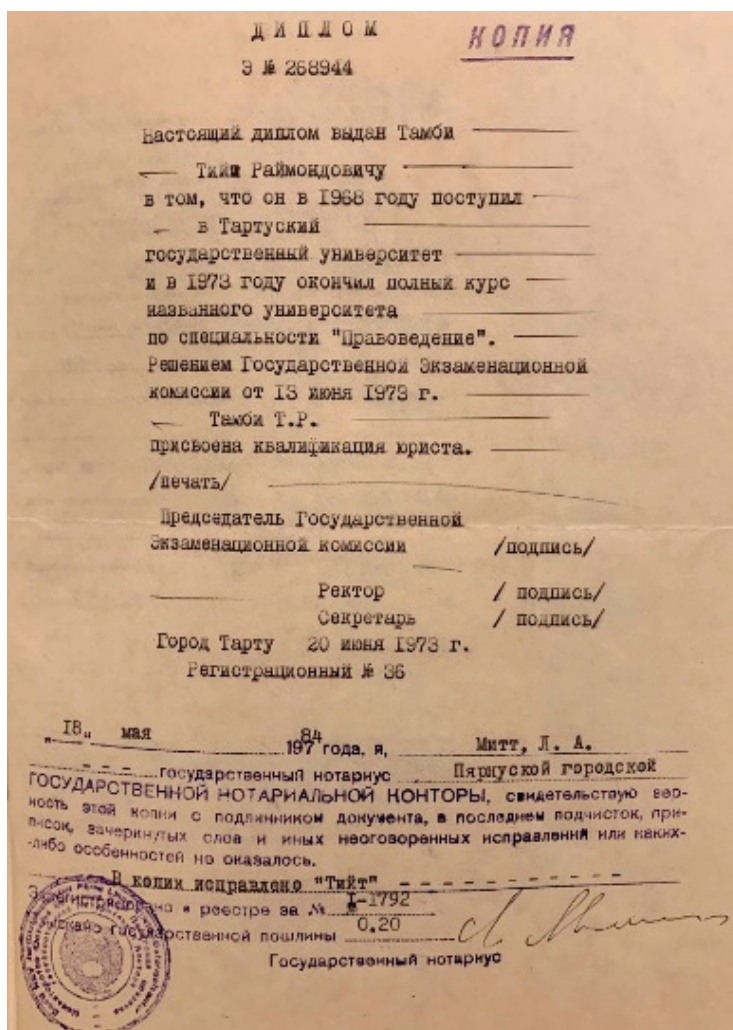 ДИПЛОМ
КОПИЯ
Э № 268944
Настоящий диплом выдан Тамби
Тийт Раймондовичу
в том, что он в 1968 году поступил
в Тартуский
государственный университет
и в 1973 году окончил полный курс
названного университета
по специальности "Правоведение".
Решением Государственной Экзаменационной
комиссии от 13 июня 1973 г.
Тамби Т.Р.
присвоена квалификация юриста.
/печать/
Председатель Государственной
Экзаменационной комиссии /подпись/
Ректор / подпись/
Секретарь / подпись/
Город Тарту 20 июня 1973 г.
Регистрационный № 36
"18" мая 1984 года, я, Митт, Л. А.
- - - государственный нотариус Пярнуской городской
ГОСУДАРСТВЕННОЙ НОТАРИАЛЬНОЙ КОНТОРЫ, свидетельствую вер-
ность этой копии с подлинником документа, в последнем подчисток, при-
писок, зачеркнутых слов и иных неоговоренных исправлений или каких-
-либо особенностей не оказалось.
В копии исправлено "Тийт" - - - - - - - - -
Зарегистрировано в реестре за № I-1792
Взыскано государственной пошлины 0.20
Государственный нотариус